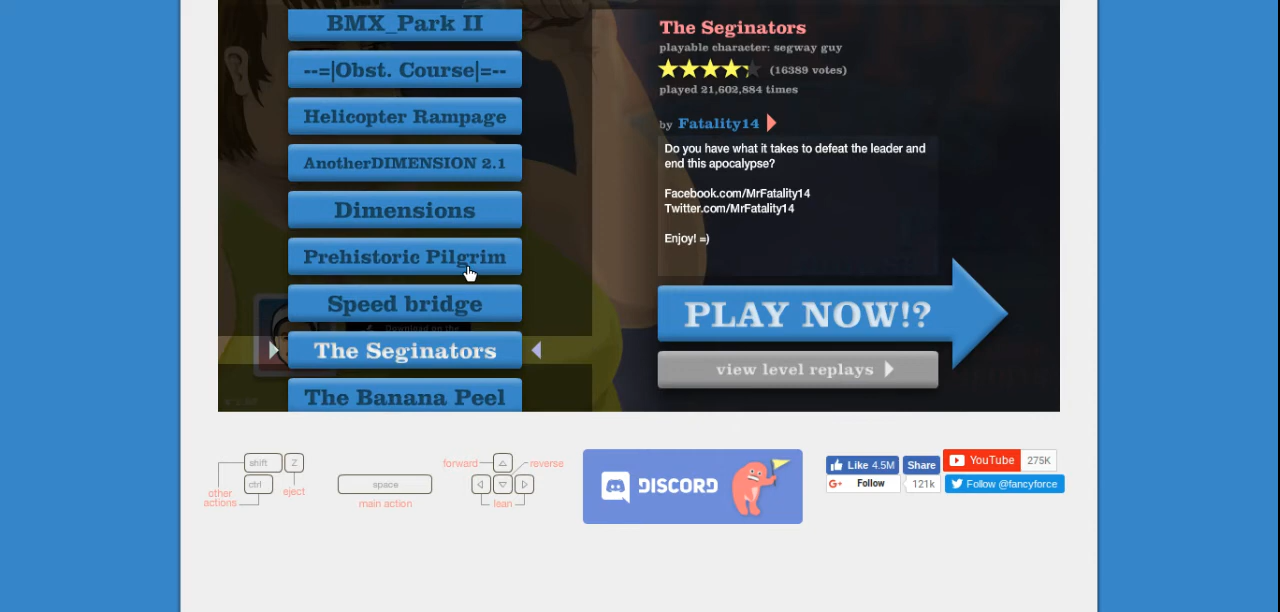 BMX_Park II
--=|Obst. Course|=--
Helicopter Rampage
AnotherDIMENSION 2.1
Dimensions
Prehistoric Pilgrim
Speed bridge
Download on the
The Seginators
The Banana Peel
The Seginators
playable character: segway guy
(16389 votes)
played 21,602,884 times
by Fatality14
Do you have what it takes to defeat the leader and
end this apocalypse?
Facebook.com/MrFatality14
Twitter.com/MrFatality14
Enjoy! =)
PLAY NOW!?
view level replays
shift
Z
ctrl
other
actions
eject
space
main action
forward
reverse
lean
DISCORD
Like 4.5M
Share
YouTube
275K
G+ Follow
121k
Follow @fancyforce